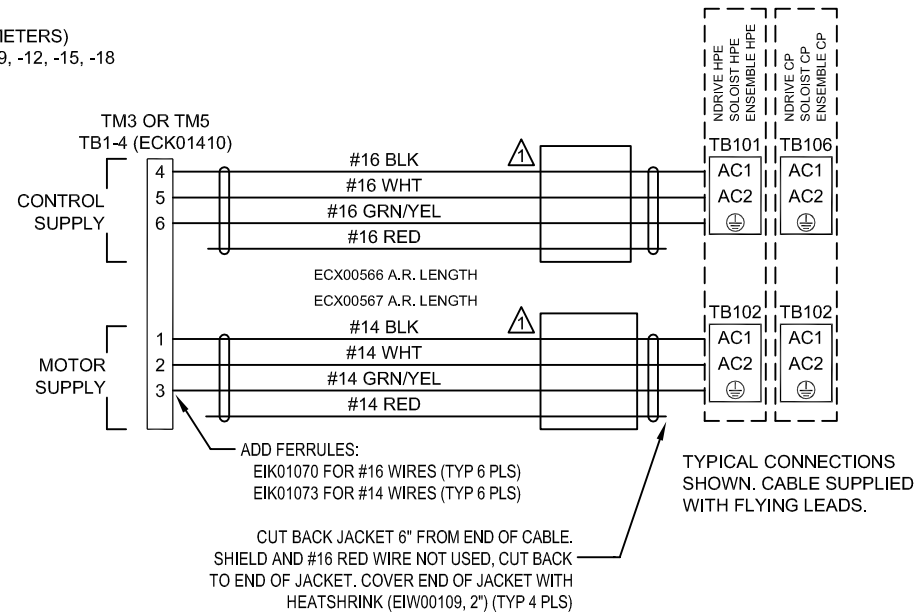 METERS)
9, -12, -15, -18
TM3 OR TM5
TB1-4 (ECK01410)
CONTROL
SUPPLY
4
5
6
#16 BLK
#16 WHT
#16 GRN/YEL
#16 RED
1
ECX00566 A.R. LENGTH
ECX00567 A.R. LENGTH
MOTOR
SUPPLY
1
2
3
#14 BLK
#14 WHT
#14 GRN/YEL
#14 RED
1
NDRIVE HPE
SOLOIST HPE
ENSEMBLE HPE
NDRIVE CP
SOLOIST CP
ENSEMBLE CP
TB101
AC1
AC2
TB106
AC1
AC2
TB102
AC1
AC2
TB102
AC1
AC2
ADD FERRULES:
EIK01070 FOR #16 WIRES (TYP 6 PLS)
EIK01073 FOR #14 WIRES (TYP 6 PLS)
TYPICAL CONNECTIONS
SHOWN. CABLE SUPPLIED
WITH FLYING LEADS.
CUT BACK JACKET 6" FROM END OF CABLE.
SHIELD AND #16 RED WIRE NOT USED, CUT BACK
TO END OF JACKET. COVER END OF JACKET WITH
HEATSHRINK (EIW00109, 2") (TYP 4 PLS)